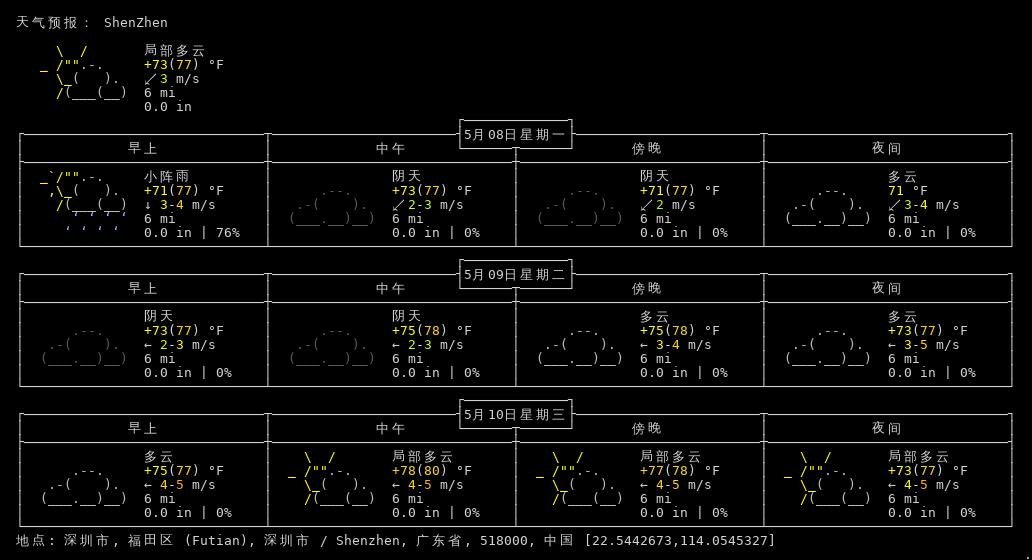 天气预报： ShenZhen
局部多云
+73(77) °F
↙3 m/s
6 mi
0.0 in
5月08日星期一
早上 中午 傍晚 夜间
小阵雨 阴天 阴天 多云
+71(77) °F +73(77) °F +71(77) °F 71 °F
↓ 3-4 m/s ↙2-3 m/s ↙2 m/s ↙3-4 m/s
6 mi 6 mi 6 mi 6 mi
0.0 in | 76% 0.0 in | 0% 0.0 in | 0% 0.0 in | 0%
5月09日星期二
早上 中午 傍晚 夜间
阴天 阴天 多云 多云
+73(77) °F +75(78) °F +75(78) °F +73(77) °F
← 2-3 m/s ← 2-3 m/s ← 3-4 m/s ← 3-5 m/s
6 mi 6 mi 6 mi 6 mi
0.0 in | 0% 0.0 in | 0% 0.0 in | 0% 0.0 in | 0%
5月10日星期三
早上 中午 傍晚 夜间
多云 局部多云 局部多云 局部多云
+75(77) °F +78(80) °F +77(78) °F +73(77) °F
← 4-5 m/s ← 4-5 m/s ← 4-5 m/s ← 4-5 m/s
6 mi 6 mi 6 mi 6 mi
0.0 in | 0% 0.0 in | 0% 0.0 in | 0% 0.0 in | 0%
地点: 深圳市, 福田区 (Futian), 深圳市 / Shenzhen, 广东省, 518000, 中国 [22.5442673,114.0545327]